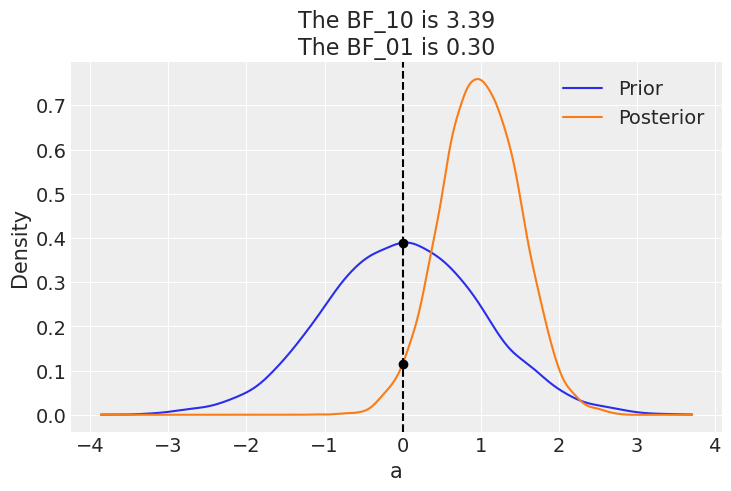 The BF_10 is 3.39
The BF_01 is 0.30
Prior
Posterior
Density
0.7
0.6
0.5
0.4
0.3
0.2
0.1
0.0
−4 −3 −2 −1 0 1 2 3 4
a